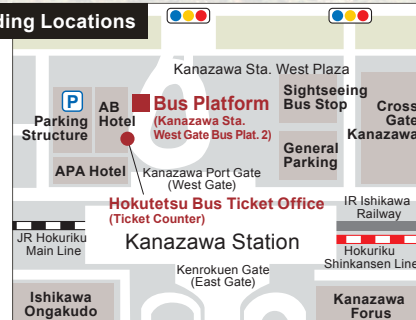 ding Locations
Kanazawa Sta. West Plaza
P
Parking
Structure
AB
Hotel
Bus Platform
(Kanazawa Sta.
West Gate Bus Plat. 2)
Sightseeing
Bus Stop
Cross
Gate
Kanazawa
General
Parking
APA Hotel
Kanazawa Port Gate
(West Gate)
Hokutetsu Bus Ticket Office
(Ticket Counter)
IR Ishikawa
Railway
JR Hokuriku
Main Line
Kanazawa Station
Hokuriku
Shinkansen Line
Kenrokuen Gate
(East Gate)
Ishikawa
Ongakudo
Kanazawa
Forus